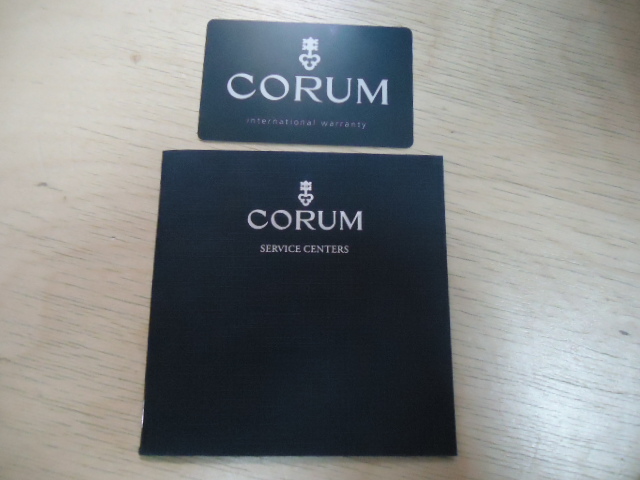 CORUM
international warranty
CORUM
SERVICE CENTERS